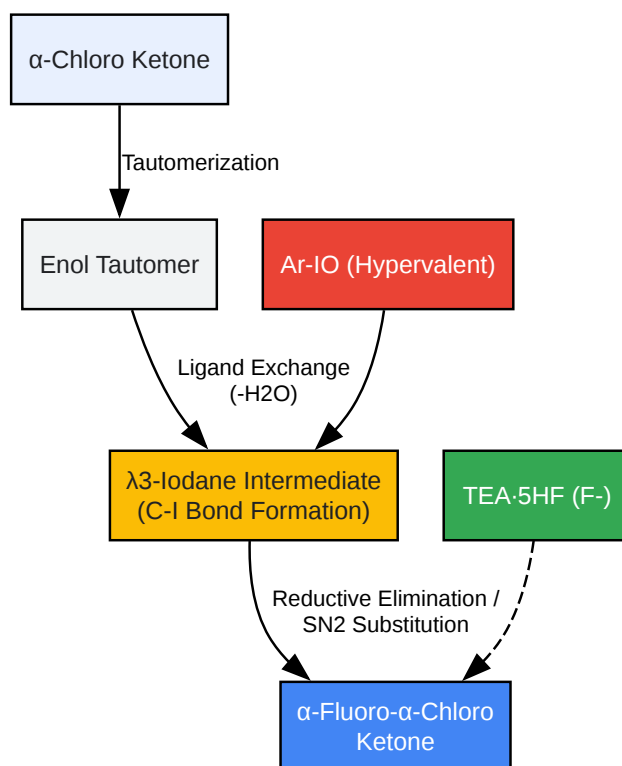 α-Chloro Ketone
Tautomerization
Enol Tautomer
Ar-IO (Hypervalent)
Ligand Exchange
(-H2O)
λ3-Iodane Intermediate
(C-I Bond Formation)
TEA·5HF (F-)
Reductive Elimination /
SN2 Substitution
α-Fluoro-α-Chloro
Ketone